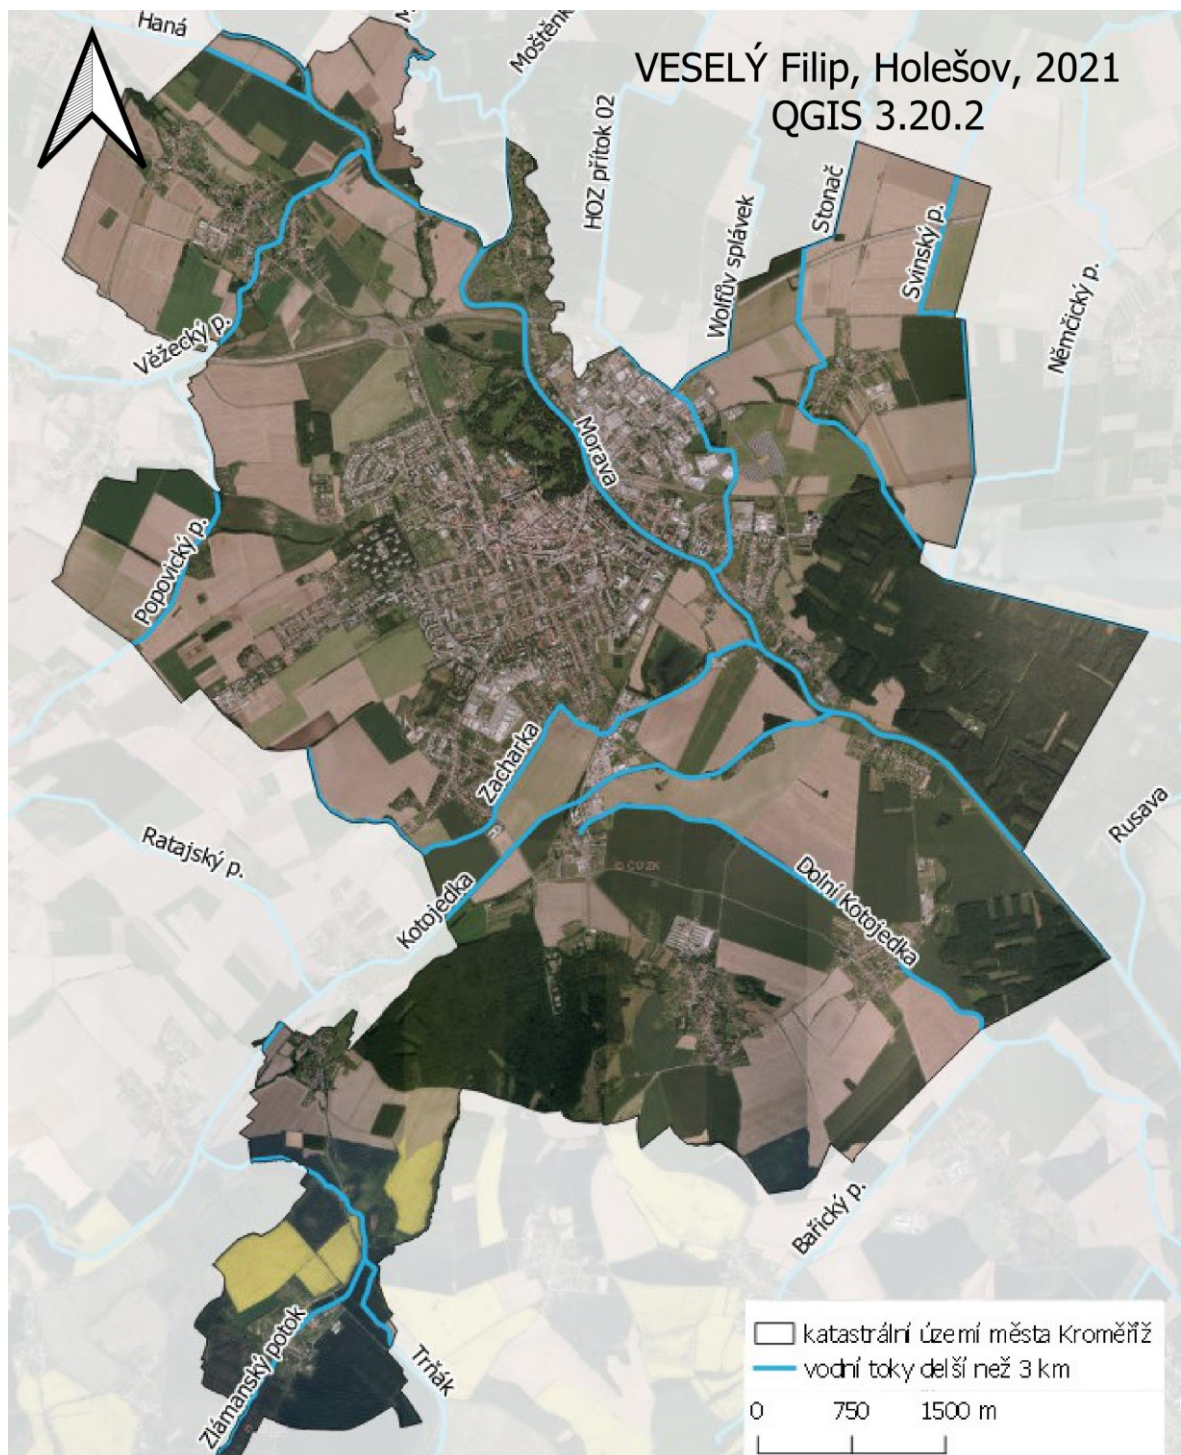 Haná
Moštěnk
VESELÝ Filip, Holešov, 2021
QGIS 3.20.2
HOZ přítok 02
Wolfův splávek
Stonač
Svinský p.
Němčický p.
Věžecký p.
Morava
Popovický p.
Zacharka
Rusava
Ratajský p.
Kotojedka
© ČÚZK
Dolní Kotojedka
Bařický p.
Zlámanský potok
Trňák
katastrální území města Kroměříž
vodní toky delší než 3 km
0 750 1500 m